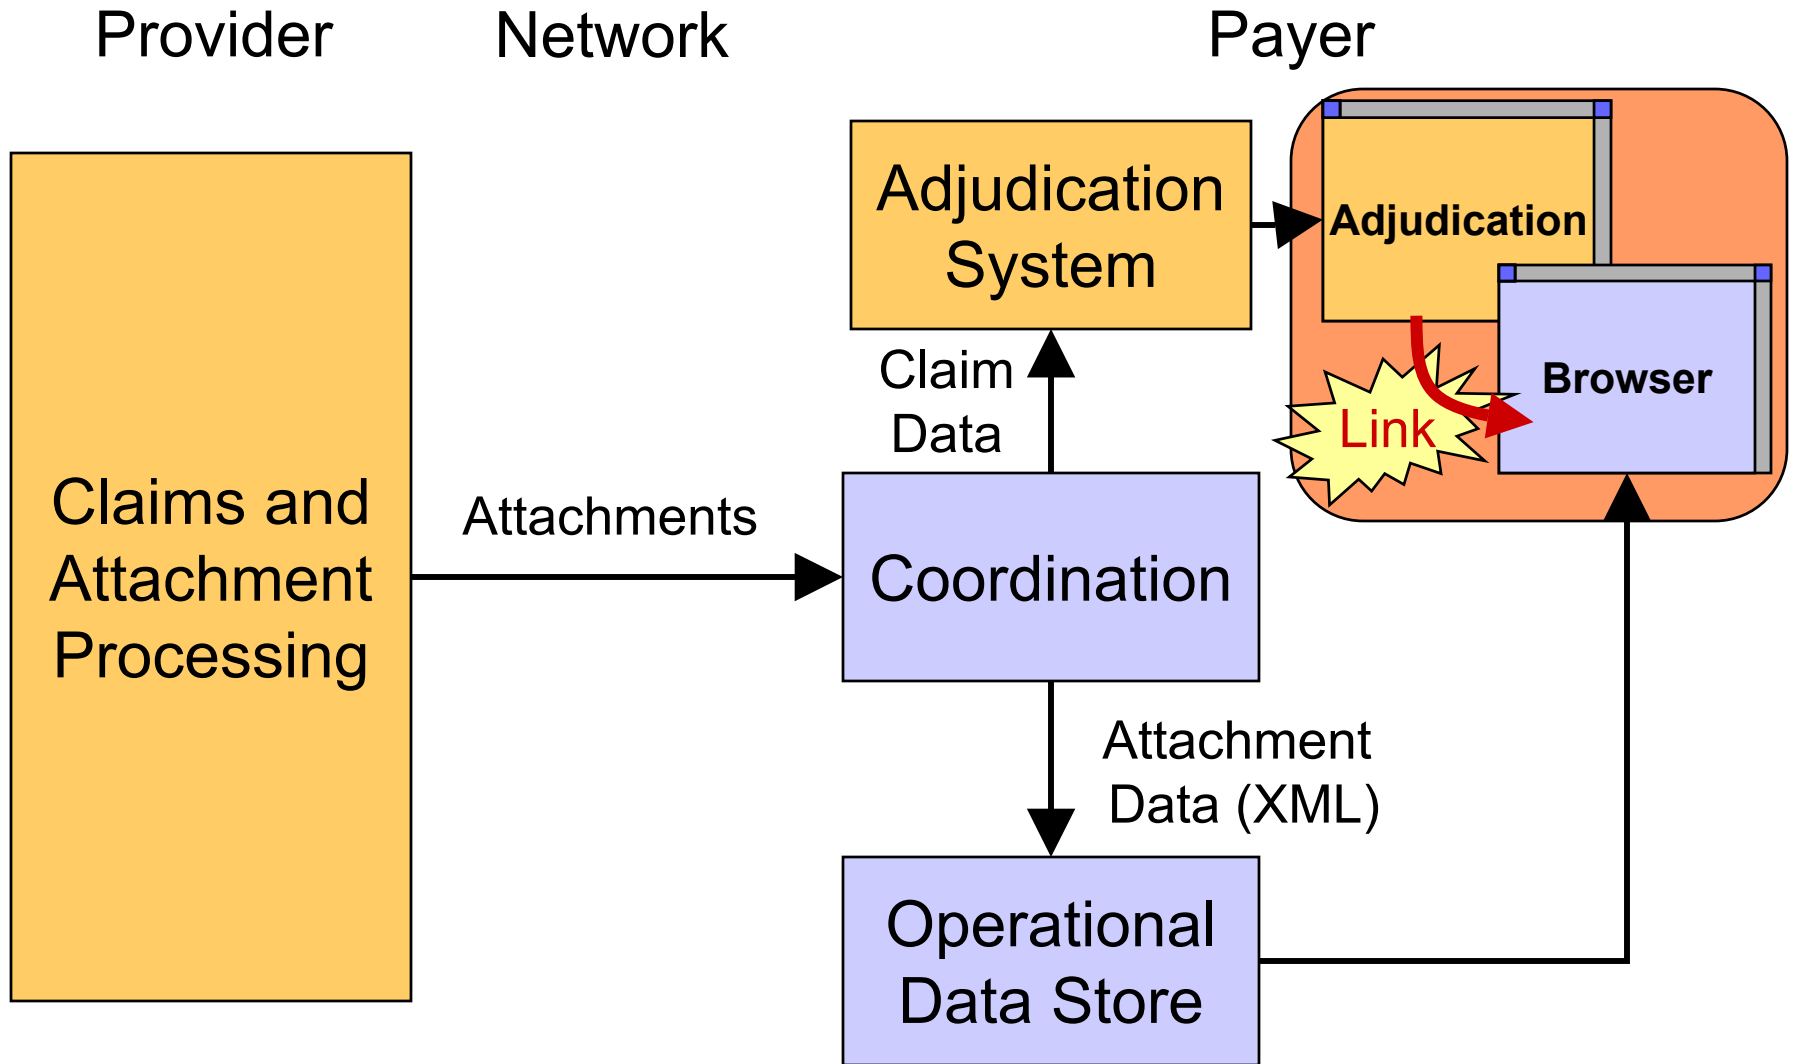 Provider
Network
Payer
Adjudication
System
Adjudication
Browser
Link
Claim
Data
Claims and
Attachment
Processing
Attachments
Coordination
Attachment
Data (XML)
Operational
Data Store